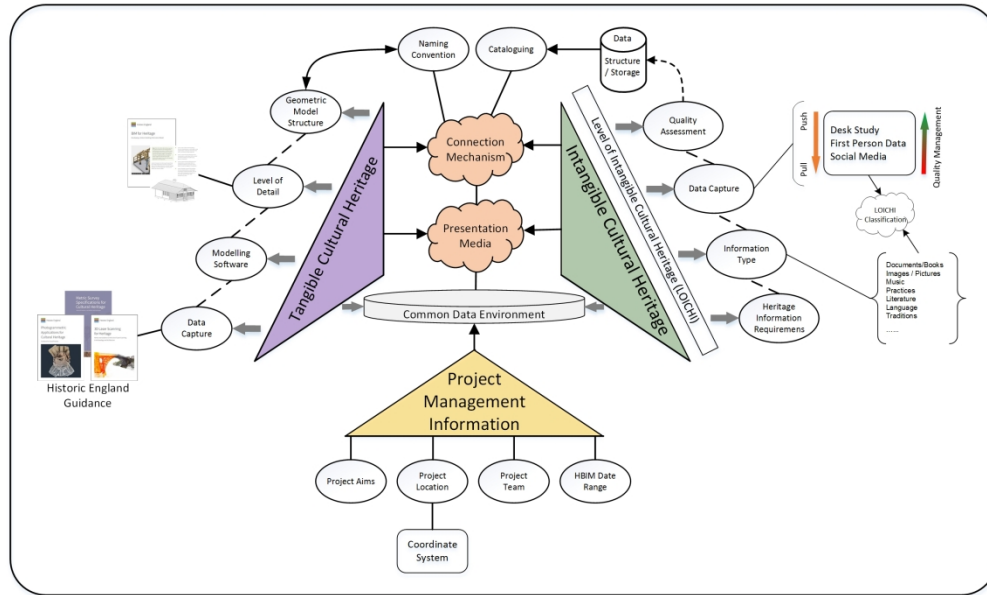 Naming
Convention
Cataloguing
Data
Structure
/ Storage
Geometric
Model
Structure
Quality
Assessment
Level of
Detail
Data
Capture
Modelling
Software
Information
Type
Data
Capture
Heritage
Information
Requiremens
Connection
Mechanism
Presentation
Media
Tangible Cultural Heritage
Intangible Cultural Heritage
Level of Intangible Cultural Heritage (LOICHI)
Common Data Environment
Project
Management
Information
Project Aims
Project
Location
Project
Team
HBIM Date
Range
Coordinate
System
Historic England
Guidance
Push
Pull
Desk Study
First Person Data
Social Media
Quality Management
LOICHI
Classification
Documents/Books
Images / Pictures
Music
Practices
Literature
Language
Traditions
......